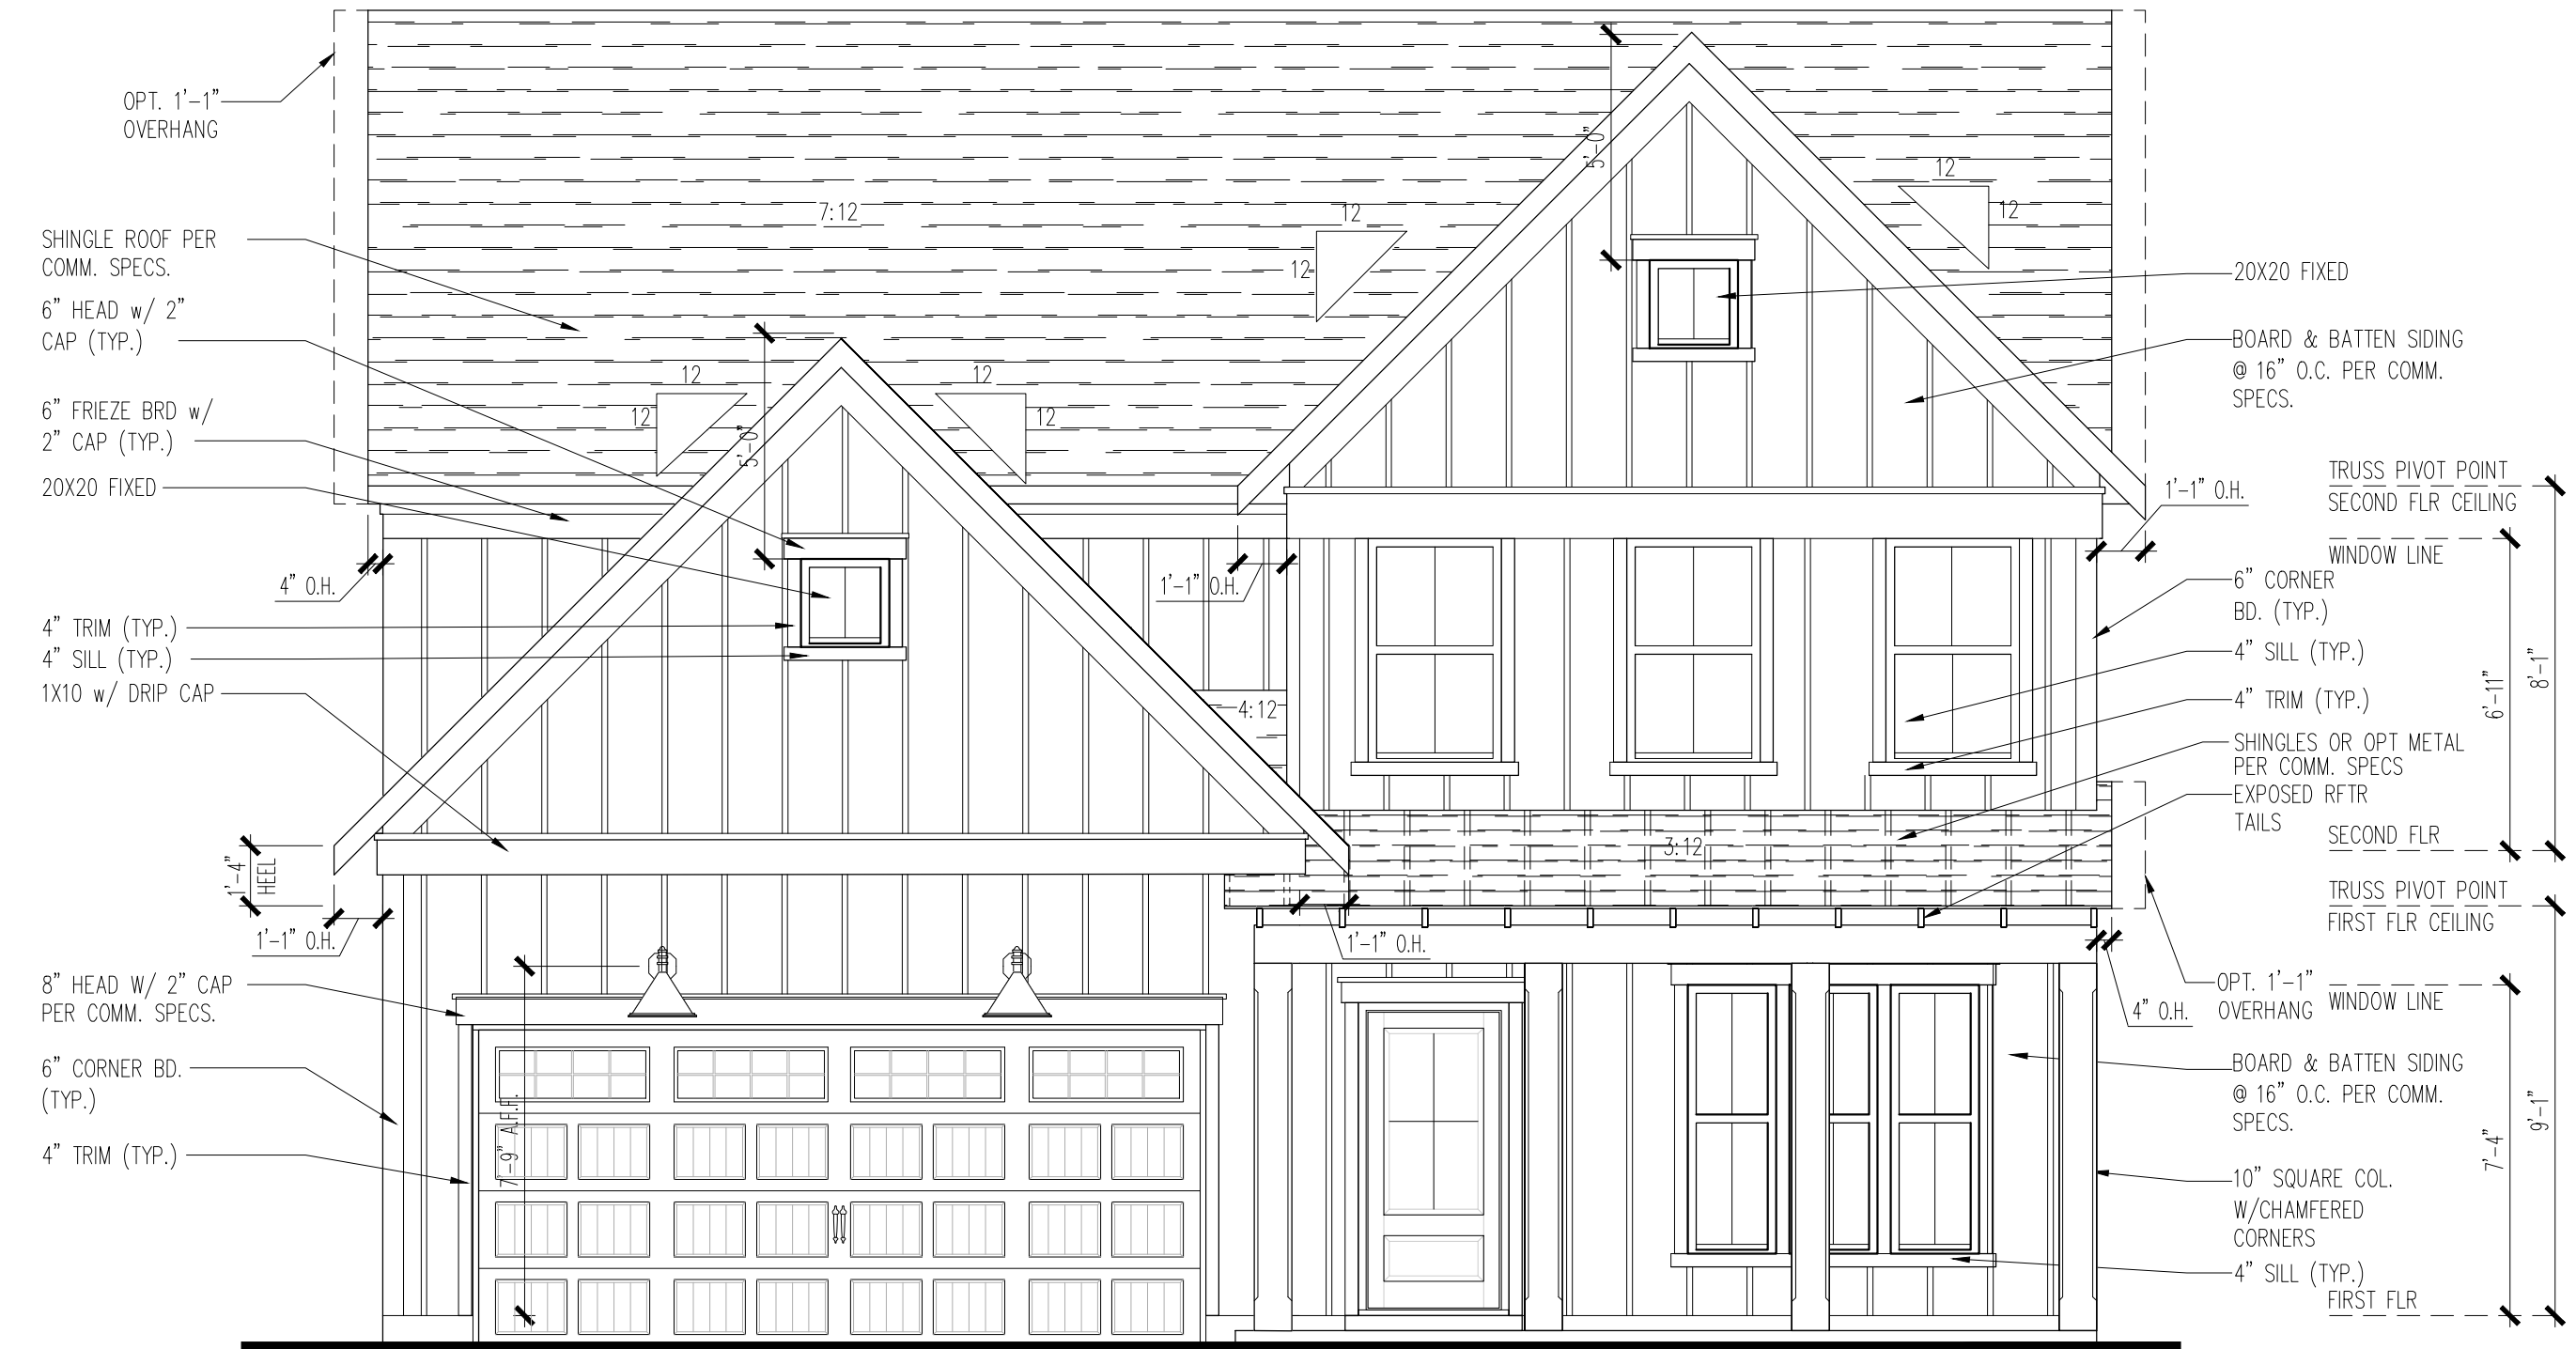 OPT. 1'-1"
OVERHANG
SHINGLE ROOF PER
COMM. SPECS.
6" HEAD w/ 2"
CAP (TYP.)
6" FRIEZE BRD w/
2" CAP (TYP.)
20X20 FIXED
4" O.H.
4" TRIM (TYP.)
4" SILL (TYP.)
1X10 w/ DRIP CAP
1'-4"
HEEL
1'-1" O.H.
8" HEAD W/ 2" CAP
PER COMM. SPECS.
6" CORNER BD.
(TYP.)
4" TRIM (TYP.)
7:12
12
12
12
12
5'-0"
12
12
5'-0"
12
12
1'-1" O.H.
4:12
3:12
1'-1" O.H.
7'-9" A.F.F.
20X20 FIXED
BOARD & BATTEN SIDING
@ 16" O.C. PER COMM.
SPECS.
1'-1" O.H.
TRUSS PIVOT POINT
SECOND FLR CEILING
WINDOW LINE
6" CORNER
BD. (TYP.)
4" SILL (TYP.)
4" TRIM (TYP.)
SHINGLES OR OPT METAL
PER COMM. SPECS
EXPOSED RFTR
TAILS
6'-11"
8'-1"
SECOND FLR
TRUSS PIVOT POINT
FIRST FLR CEILING
OPT. 1'-1"
OVERHANG
WINDOW LINE
4" O.H.
BOARD & BATTEN SIDING
@ 16" O.C. PER COMM.
SPECS.
7'-4"
9'-1"
10" SQUARE COL.
W/CHAMFERED
CORNERS
4" SILL (TYP.)
FIRST FLR